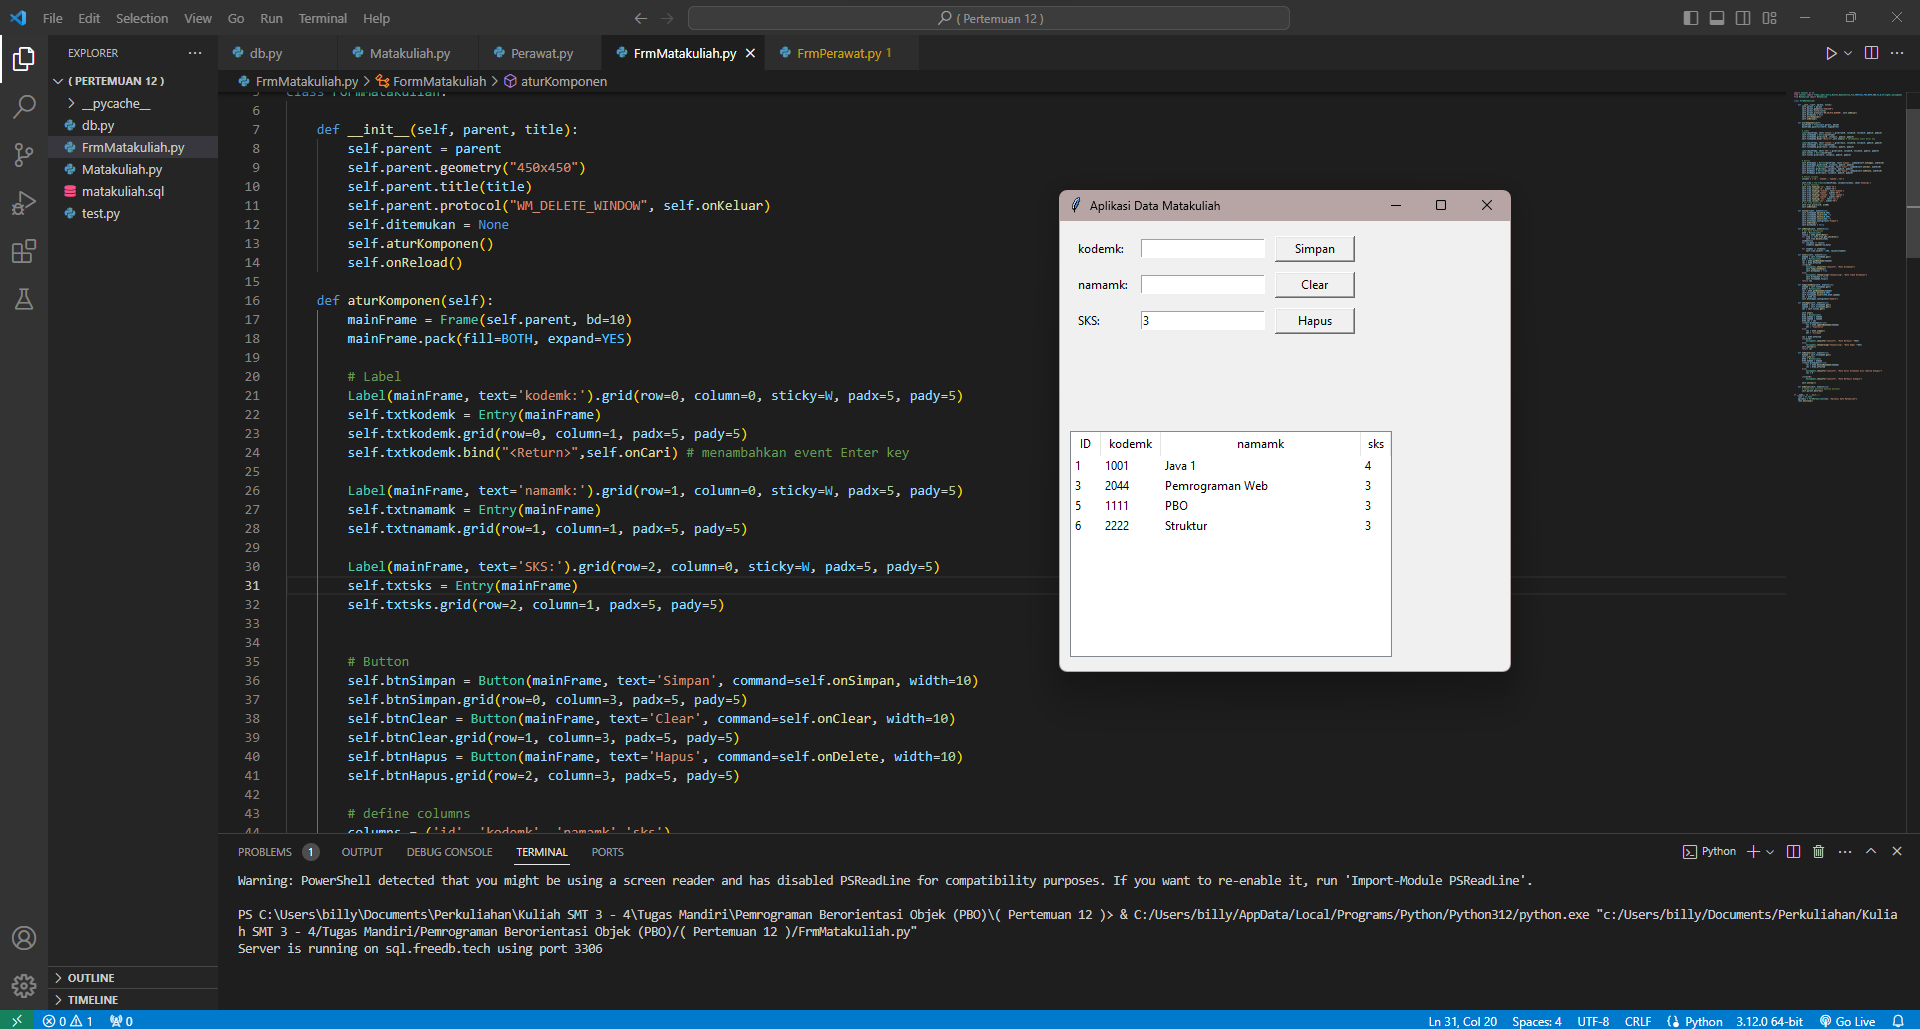 File Edit Selection View Go Run Terminal Help
( Pertemuan 12 )
EXPLORER
( PERTEMUAN 12 )
__pycache__
db.py
FrmMatakuliah.py
Matakuliah.py
matakuliah.sql
test.py
OUTLINE
TIMELINE
db.py Matakuliah.py Perawat.py FrmMatakuliah.py FrmPerawat.py 1
FrmMatakuliah.py > FormMatakuliah > aturKomponen
6
7 def __init__(self, parent, title):
8 self.parent = parent
9 self.parent.geometry("450x450")
10 self.parent.title(title)
11 self.parent.protocol("WM_DELETE_WINDOW", self.onKeluar)
12 self.ditemukan = None
13 self.aturKomponen()
14 self.onReload()
15
16 def aturKomponen(self):
17 mainFrame = Frame(self.parent, bd=10)
18 mainFrame.pack(fill=BOTH, expand=YES)
19
20 # Label
21 Label(mainFrame, text='kodemk:').grid(row=0, column=0, sticky=W, padx=5, pady=5)
22 self.txtkodemk = Entry(mainFrame)
23 self.txtkodemk.grid(row=0, column=1, padx=5, pady=5)
24 self.txtkodemk.bind("<Return>",self.onCari) # menambahkan event Enter key
25
26 Label(mainFrame, text='namamk:').grid(row=1, column=0, sticky=W, padx=5, pady=5)
27 self.txtnamamk = Entry(mainFrame)
28 self.txtnamamk.grid(row=1, column=1, padx=5, pady=5)
29
30 Label(mainFrame, text='SKS:').grid(row=2, column=0, sticky=W, padx=5, pady=5)
31 self.txtsks = Entry(mainFrame)
32 self.txtsks.grid(row=2, column=1, padx=5, pady=5)
33
34
35 # Button
36 self.btnSimpan = Button(mainFrame, text='Simpan', command=self.onSimpan, width=10)
37 self.btnSimpan.grid(row=0, column=3, padx=5, pady=5)
38 self.btnClear = Button(mainFrame, text='Clear', command=self.onClear, width=10)
39 self.btnClear.grid(row=1, column=3, padx=5, pady=5)
40 self.btnHapus = Button(mainFrame, text='Hapus', command=self.onDelete, width=10)
41 self.btnHapus.grid(row=2, column=3, padx=5, pady=5)
42
43 # define columns
44 columns = ('id', 'kodemk', 'namamk','sks')
Aplikasi Data Matakuliah
kodemk: Simpan
namamk: Clear
SKS: 3 Hapus
ID kodemk namamk sks
1 1001 Java 1 4
3 2044 Pemrograman Web 3
5 1111 PBO 3
6 2222 Struktur 3
PROBLEMS 1 OUTPUT DEBUG CONSOLE TERMINAL PORTS
Python
Warning: PowerShell detected that you might be using a screen reader and has disabled PSReadLine for compatibility purposes. If you want to re-enable it, run 'Import-Module PSReadLine'.
PS C:\Users\billy\Documents\Perkuliahan\Kuliah SMT 3 - 4\Tugas Mandiri\Pemrograman Berorientasi Objek (PBO)\( Pertemuan 12 )> & C:/Users/billy/AppData/Local/Programs/Python/Python312/python.exe "c:/Users/billy/Documents/Perkuliahan/Kulia
h SMT 3 - 4/Tugas Mandiri/Pemrograman Berorientasi Objek (PBO)/( Pertemuan 12 )/FrmMatakuliah.py"
Server is running on sql.freedb.tech using port 3306
0 1 0
Ln 31, Col 20 Spaces: 4 UTF-8 CRLF Python 3.12.0 64-bit Go Live